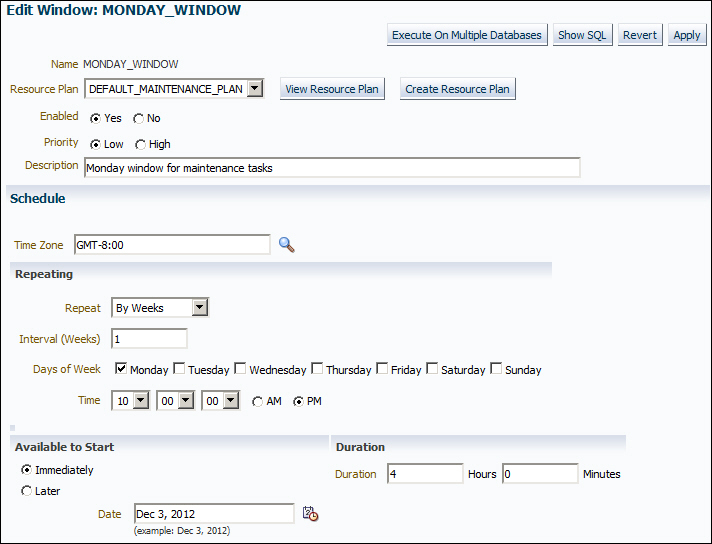 Edit Window: MONDAY_WINDOW
Execute On Multiple Databases Show SQL Revert Apply
Name MONDAY_WINDOW
Resource Plan DEFAULT_MAINTENANCE_PLAN View Resource Plan Create Resource Plan
Enabled Yes No
Priority Low High
Description Monday window for maintenance tasks
Schedule
Time Zone GMT-8:00
Repeating
Repeat By Weeks
Interval (Weeks) 1
Days of Week Monday Tuesday Wednesday Thursday Friday Saturday Sunday
Time 10 00 00 AM PM
Available to Start Duration
Immediately Duration 4 Hours 0 Minutes
Later
Date Dec 3, 2012
(example: Dec 3, 2012)